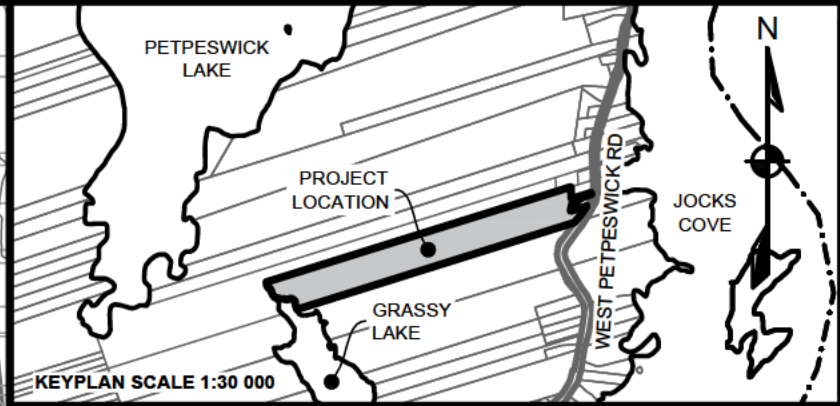 PETPESWICK
LAKE
N
PROJECT
LOCATION
WEST PETPESWICK RD
JOCKS
COVE
GRASSY
LAKE
KEYPLAN SCALE 1:30 000